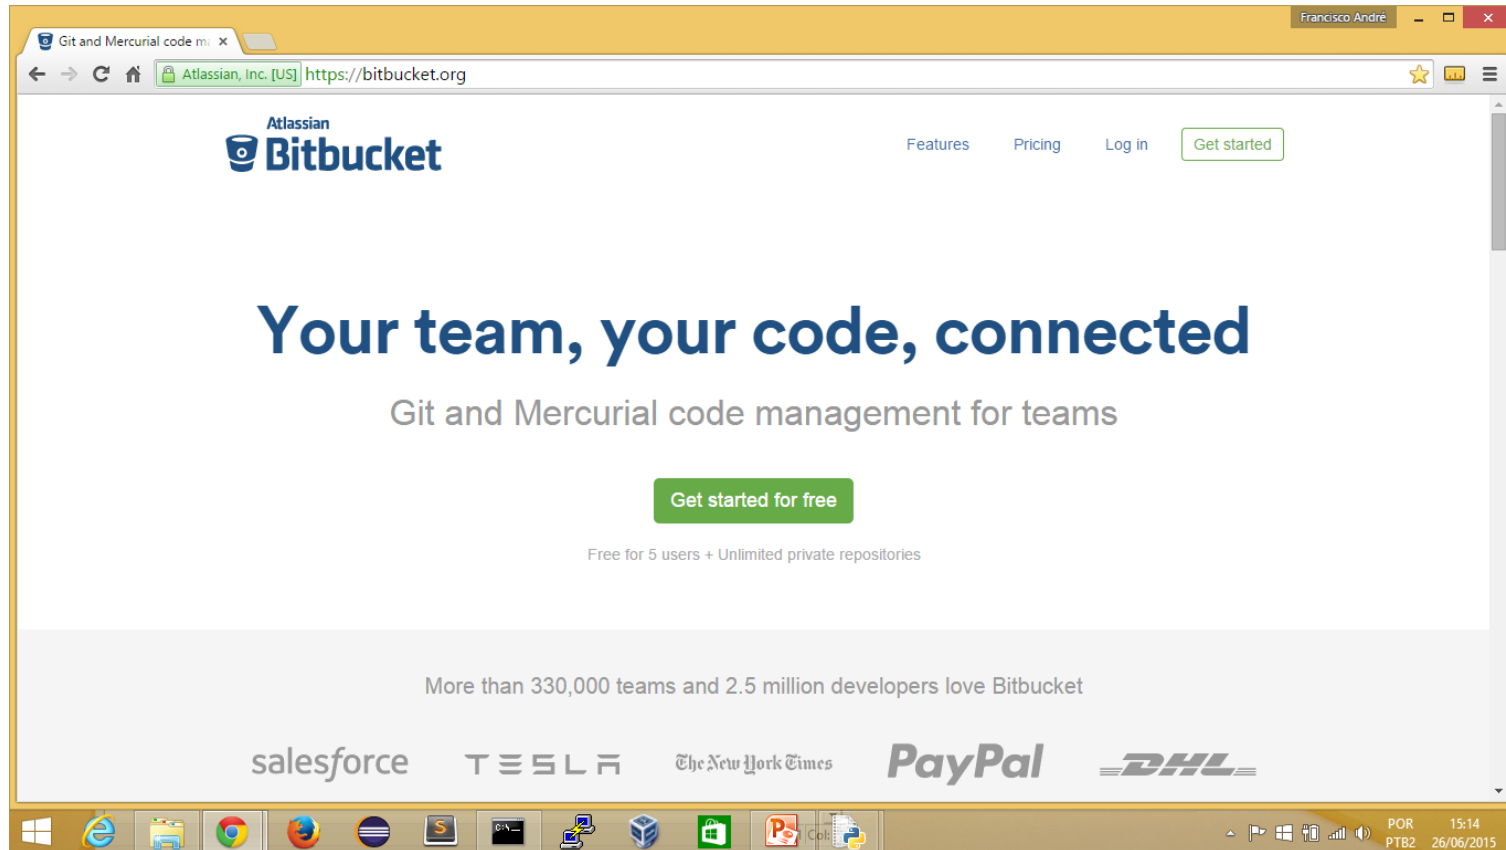 Francisco André
Git and Mercurial code ma
Atlassian, Inc. [US] https://bitbucket.org
Atlassian
Bitbucket
Features Pricing Log in Get started
Your team, your code, connected
Git and Mercurial code management for teams
Get started for free
Free for 5 users + Unlimited private repositories
More than 330,000 teams and 2.5 million developers love Bitbucket
salesforce TESLA The New York Times PayPal DHL
Col:
POR 15:14
PTB2 26/06/2015